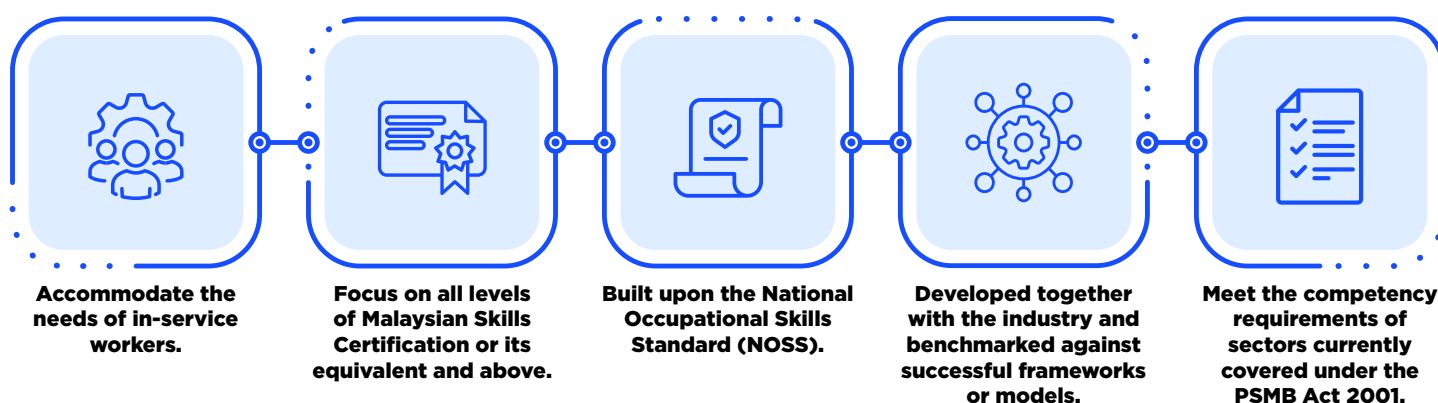 Accommodate the
needs of in-service
workers.
Focus on all levels
of Malaysian Skills
Certification or its
equivalent and above.
Built upon the National
Occupational Skills
Standard (NOSS).
Developed together
with the industry and
benchmarked against
successful frameworks
or models.
Meet the competency
requirements of
sectors currently
covered under the
PSMB Act 2001.